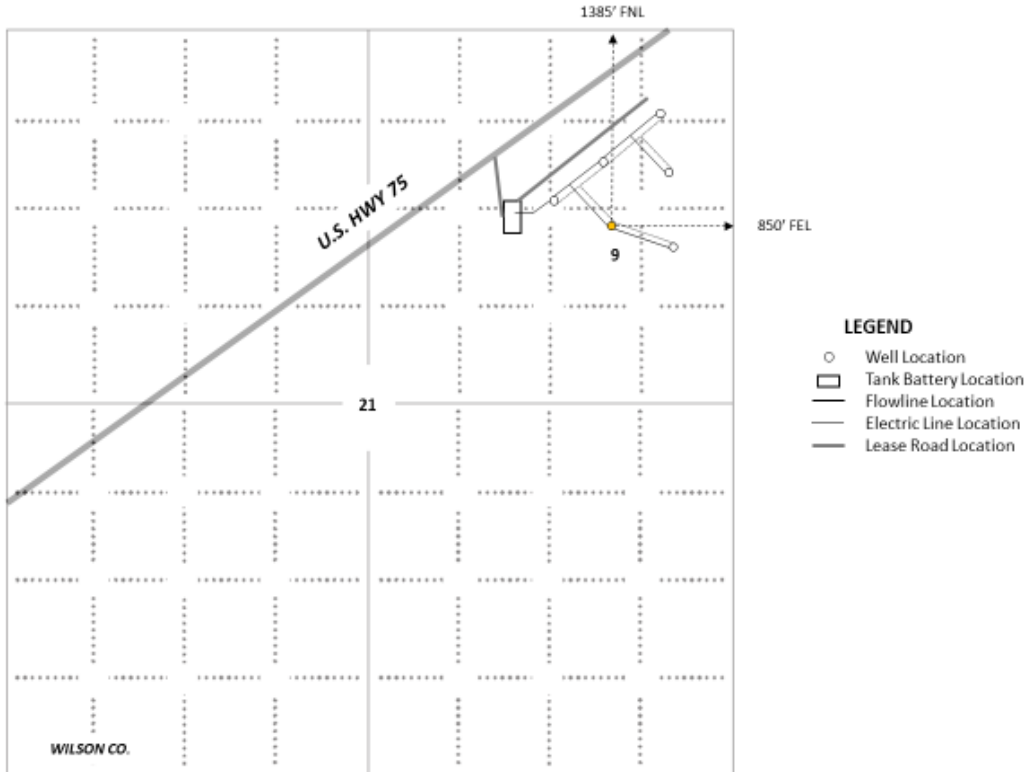 1385' FNL
U.S. HWY 75
850' FEL
9
LEGEND
Well Location
Tank Battery Location
Flowline Location
Electric Line Location
Lease Road Location
21
WILSON CO.